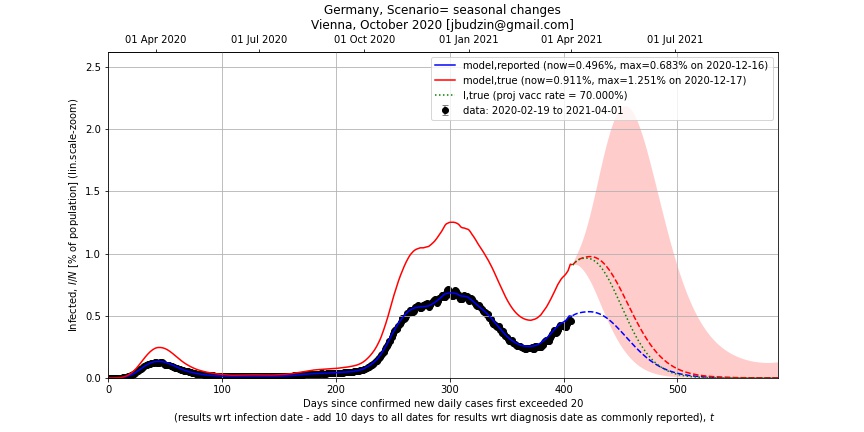 Germany, Scenario= seasonal changes
Vienna, October 2020 [jbudzin@gmail.com]
01 Apr 2020 01 Jul 2020 01 Oct 2020 01 Jan 2021 01 Apr 2021 01 Jul 2021
model,reported (now=0.496%, max=0.683% on 2020-12-16)
model,true (now=0.911%, max=1.251% on 2020-12-17)
I,true (proj vacc rate = 70.000%)
data: 2020-02-19 to 2021-04-01
Infected, I/N [% of population] (lin.scale-zoom)
2.5
2.0
1.5
1.0
0.5
0.0
0 100 200 300 400 500
Days since confirmed new daily cases first exceeded 20
(results wrt infection date - add 10 days to all dates for results wrt diagnosis date as commonly reported), t